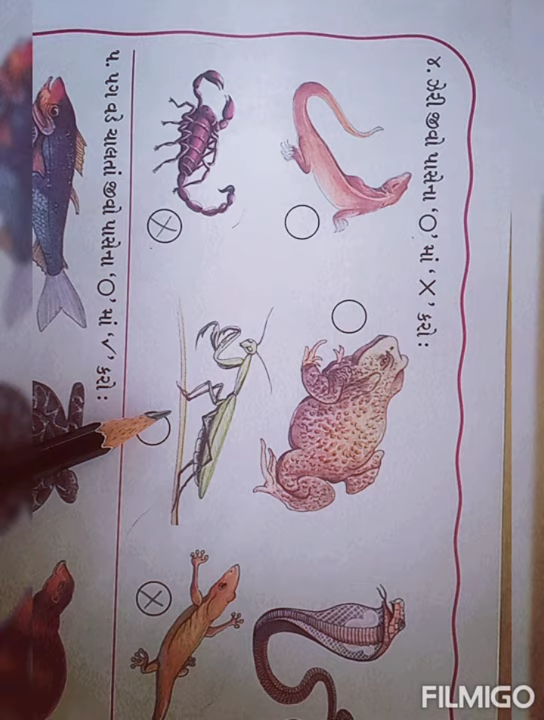 ૪. ઝેરી જીવો પાસેના ‘O’ માં ‘×’ કરો :
૫. પગ વડે ચાલતાં જીવો પાસેના ‘O’ માં ‘✓’ કરો :
FILMIGO